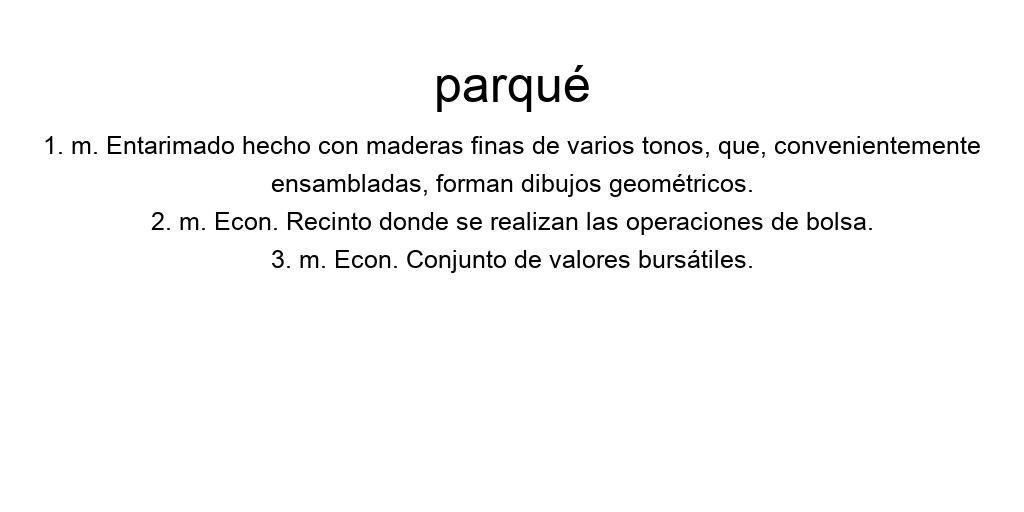 parqué
1. m. Entarimado hecho con maderas finas de varios tonos, que, convenientemente
ensambladas, forman dibujos geométricos.
2. m. Econ. Recinto donde se realizan las operaciones de bolsa.
3. m. Econ. Conjunto de valores bursátiles.